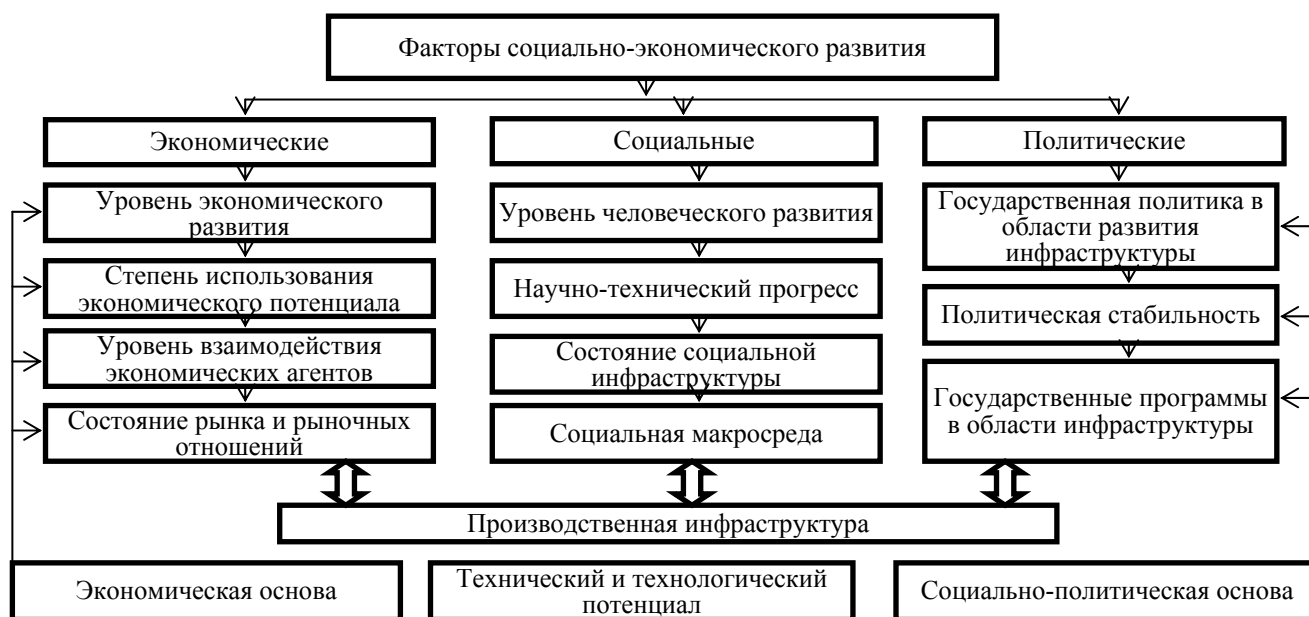 Факторы социально-экономического развития
Экономические
Социальные
Политические
Уровень экономического
развития
Степень использования
экономического потенциала
Уровень взаимодействия
экономических агентов
Состояние рынка и рыночных
отношений
Уровень человеческого развития
Научно-технический прогресс
Состояние социальной
инфраструктуры
Социальная макросреда
Государственная политика в
области развития
инфраструктуры
Политическая стабильность
Государственные программы
в области инфраструктуры
Производственная инфраструктура
Экономическая основа
Технический и технологический
потенциал
Социально-политическая основа